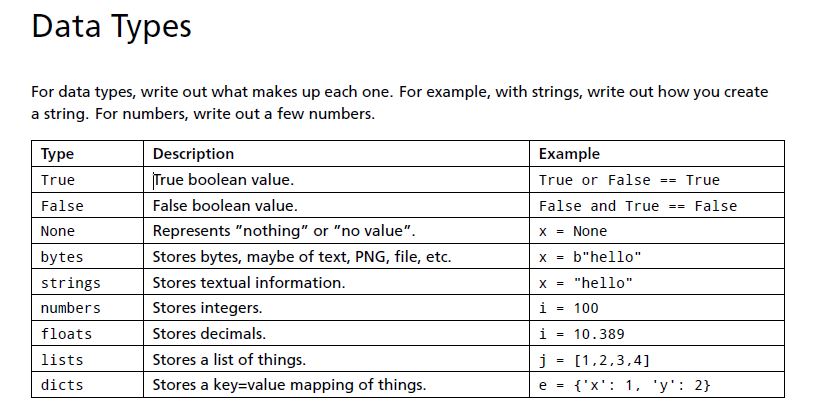 Data Types
For data types, write out what makes up each one. For example, with strings, write out how you create
a string. For numbers, write out a few numbers.
Type Description Example
True True boolean value. True or False == True
False False boolean value. False and True == False
None Represents "nothing" or "no value". x = None
bytes Stores bytes, maybe of text, PNG, file, etc. x = b"hello"
strings Stores textual information. x = "hello"
numbers Stores integers. i = 100
floats Stores decimals. i = 10.389
lists Stores a list of things. j = [1,2,3,4]
dicts Stores a key=value mapping of things. e = {'x': 1, 'y': 2}